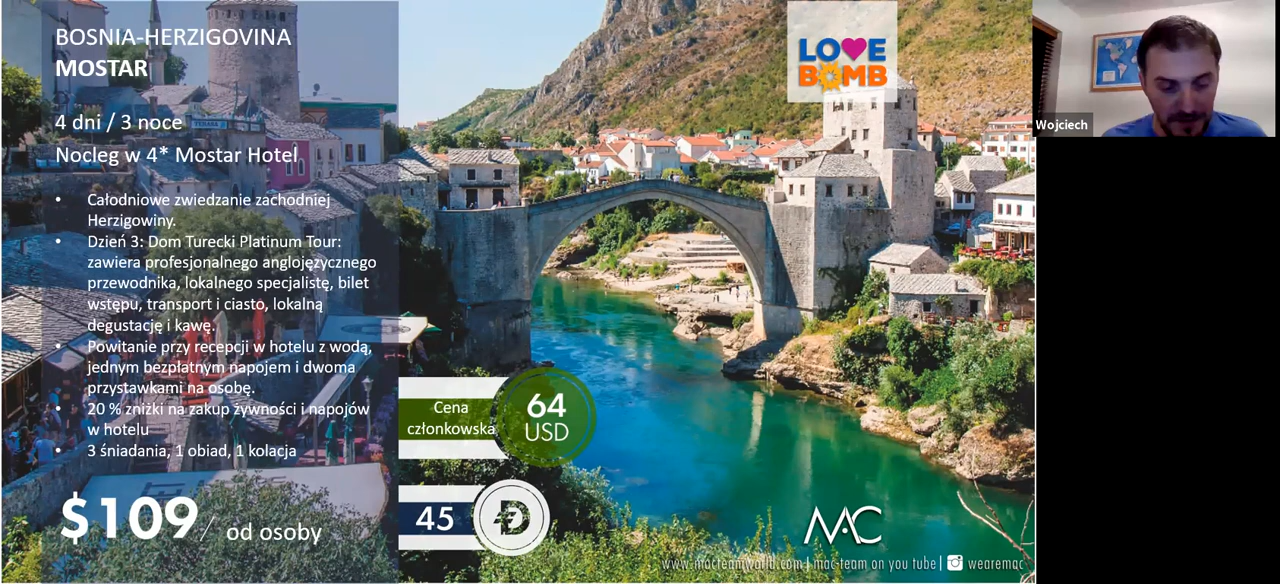 BOSNIA-HERZIGOVINA
MOSTAR
4 dni / 3 noce
Nocleg w 4* Mostar Hotel
• Całodniowe zwiedzanie zachodniej
Herzigowiny.
• Dzień 3: Dom Turecki Platinum Tour:
zawiera profesjonalnego anglojęzycznego
przewodnika, lokalnego specjalistę, bilet
wstępu, transport i ciasto, lokalną
degustację i kawę.
• Powitanie przy recepcji w hotelu z wodą,
jednym bezpłatnym napojem i dwoma
przystawkami na osobę.
• 20 % zniżki na zakup żywności i napojów
w hotelu
• 3 śniadania, 1 obiad, 1 kolacja
$109/ od osoby
Cena
członkowska
64
USD
45
LOVE
BOMB
MAC
www.macteamworld.com | mac-team on you tube | wearemac
Wojciech